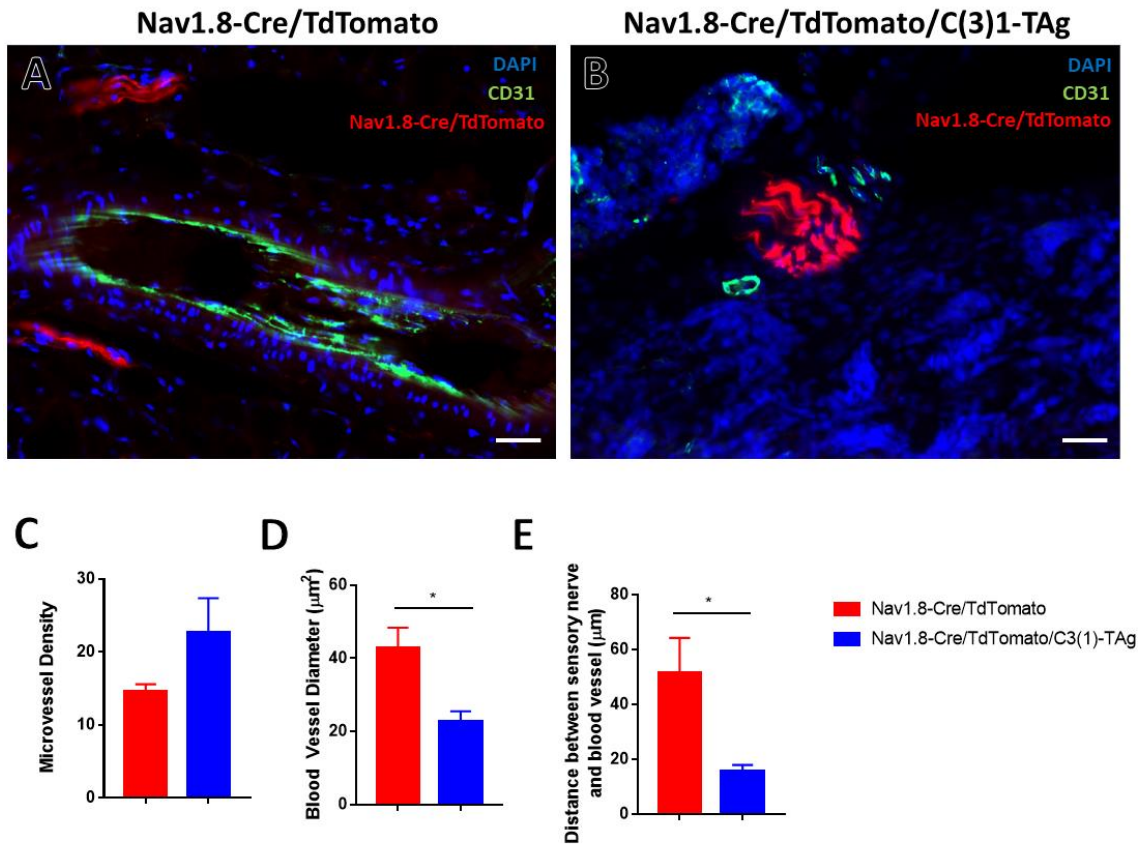 Nav1.8-Cre/TdTomato
Nav1.8-Cre/TdTomato/C(3)1-TAg
A
DAPI
CD31
Nav1.8-Cre/TdTomato
B
DAPI
CD31
Nav1.8-Cre/TdTomato
C
Microvessel Density
30
20
10
0
D
Blood Vessel Diameter (μm²)
60
40
20
0
*
E
Distance between sensory nerve
and blood vessel (μm)
80
60
40
20
0
*
Nav1.8-Cre/TdTomato
Nav1.8-Cre/TdTomato/C3(1)-TAg